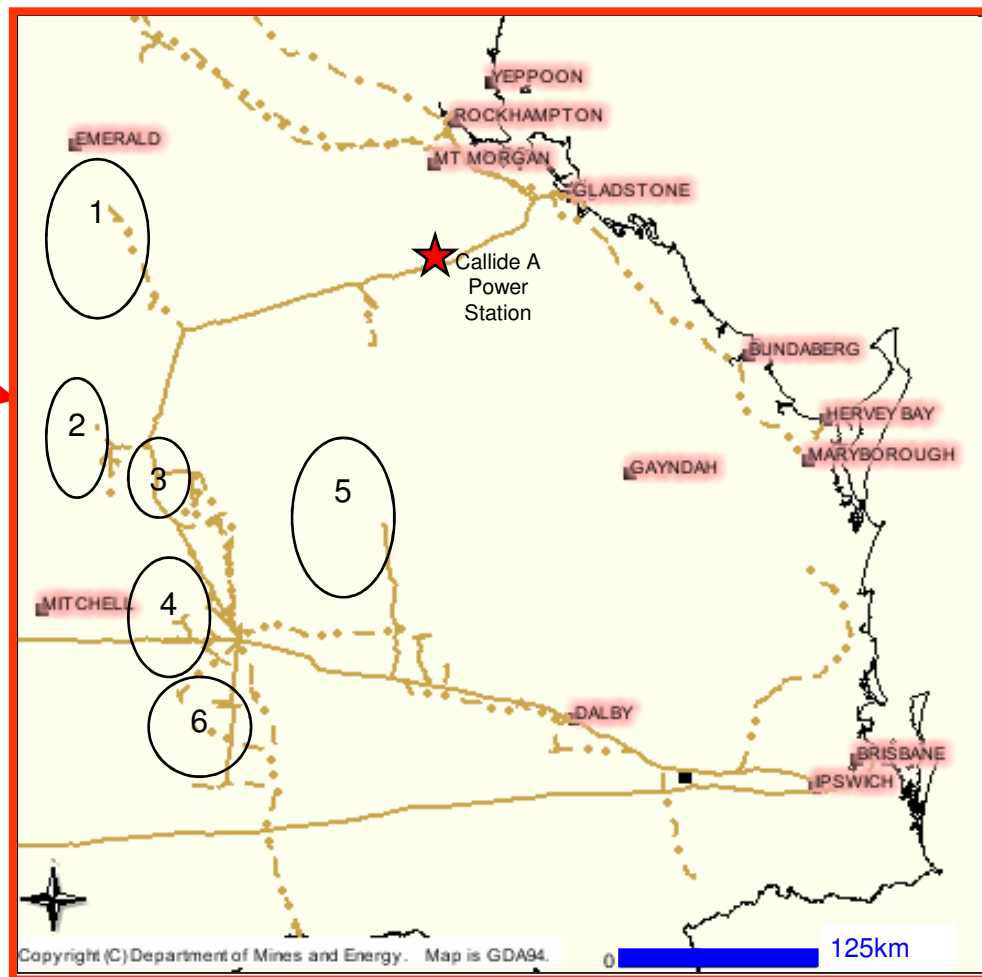 YEPPOON
ROCKHAMPTON
EMERALD
MT MORGAN
GLADSTONE
1
Callide A
Power
Station
BUNDABERG
2
HERVEY BAY
MARYBOROUGH
GAYNDAH
3
5
MITCHELL
4
6
DALBY
BRISBANE
IPSWICH
Copyright (C) Department of Mines and Energy. Map is GDA94.
0
125km